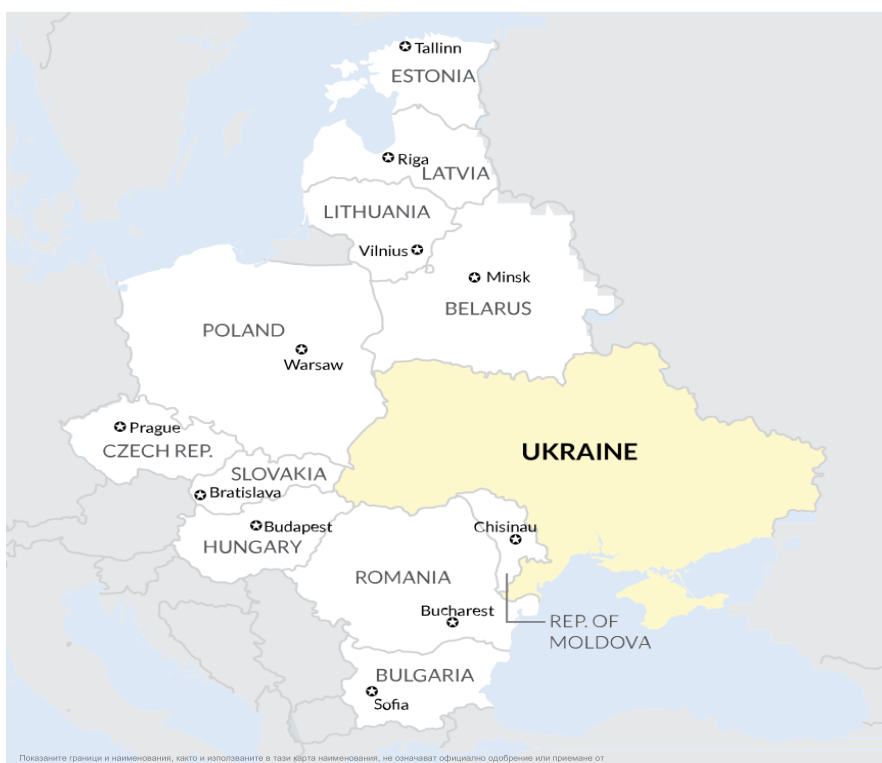 Tallinn
ESTONIA
Riga
LATVIA
LITHUANIA
Vilnius
Minsk
BELARUS
POLAND
Warsaw
Prague
CZECH REP.
UKRAINE
SLOVAKIA
Bratislava
Budapest
HUNGARY
Chisinau
ROMANIA
Bucharest
REP. OF
MOLDOVA
BULGARIA
Sofia
Показаните граници и наименования, както и използваните в тази карта наименования, не означават официално одобрение или приемане от